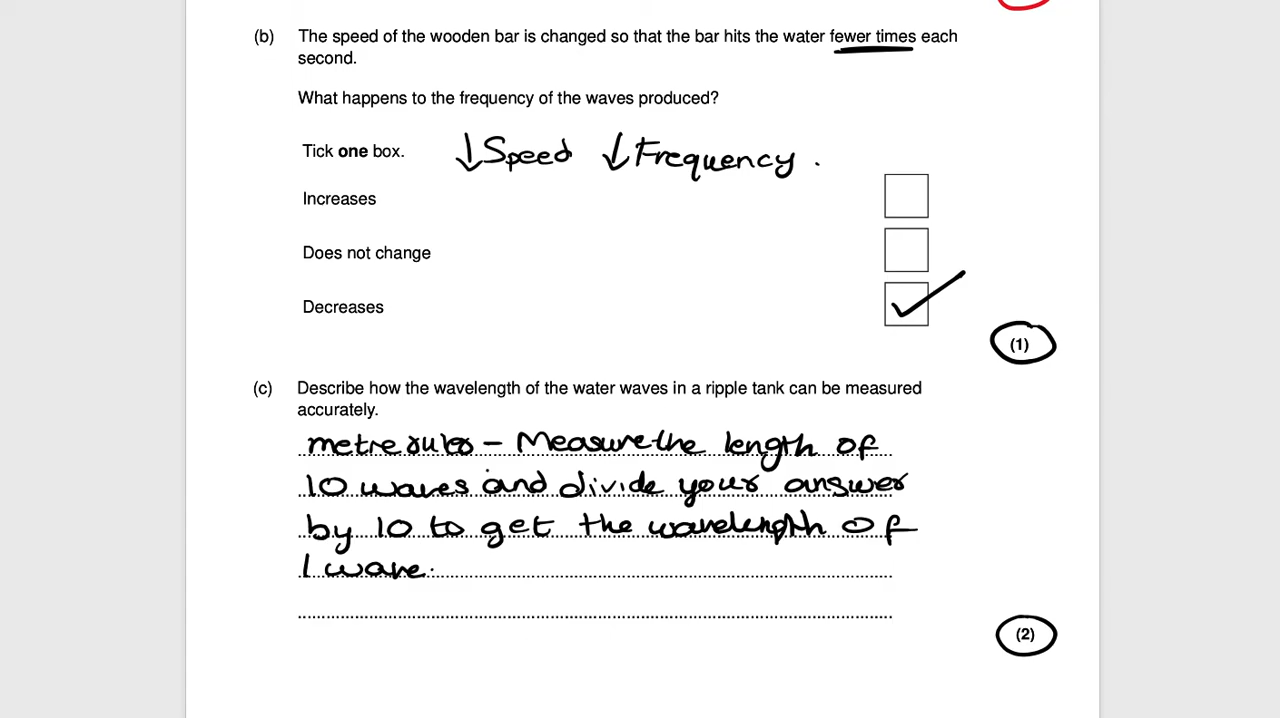 (b) The speed of the wooden bar is changed so that the bar hits the water fewer times each
second.
What happens to the frequency of the waves produced?
Tick one box. ↓Speed ↓Frequency.
Increases
Does not change
Decreases
(1)
(c) Describe how the wavelength of the water waves in a ripple tank can be measured
accurately.
metre ruler - Measure the length of
10 waves and divide your answer
by 10 to get the wavelength of
1 wave.
(2)